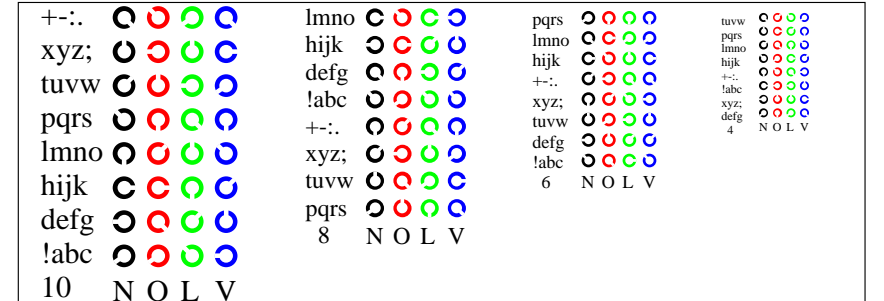 +-:.
xyz;
tuvw
pqrs
lmno
hijk
defg
!abc
10 N O L V
lmno
hijk
defg
!abc
+-:.
xyz;
tuvw
pqrs
8 N O L V
pqrs
lmno
hijk
+-:.
xyz;
tuvw
defg
!abc
6 N O L V
tuvw
pqrs
lmno
hijk
+-:.
!abc
xyz;
defg
4 N O L V